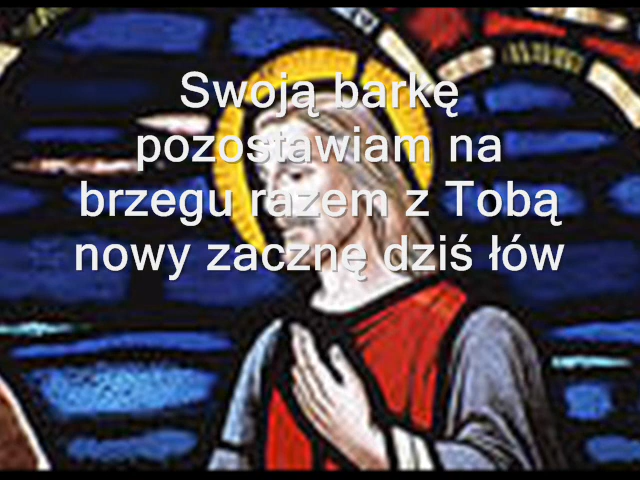 Swoją barkę
pozostawiam na
brzegu razem z Tobą
nowy zacznę dziś łów